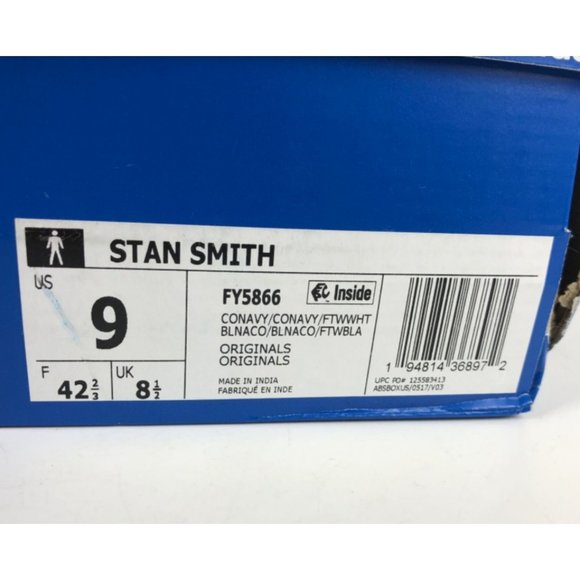 STAN SMITH
US
9
F
42 2/3
UK
8 1/2
FY5866
Inside
CONAVY/CONAVY/FTWWHT
BLNACO/BLNACO/FTWBLA
ORIGINALS
ORIGINALS
MADE IN INDIA
FABRIQUÉ EN INDE
1 94814 36897 2
UPC PO# 125583413
ABSBOXUS/0517/V03